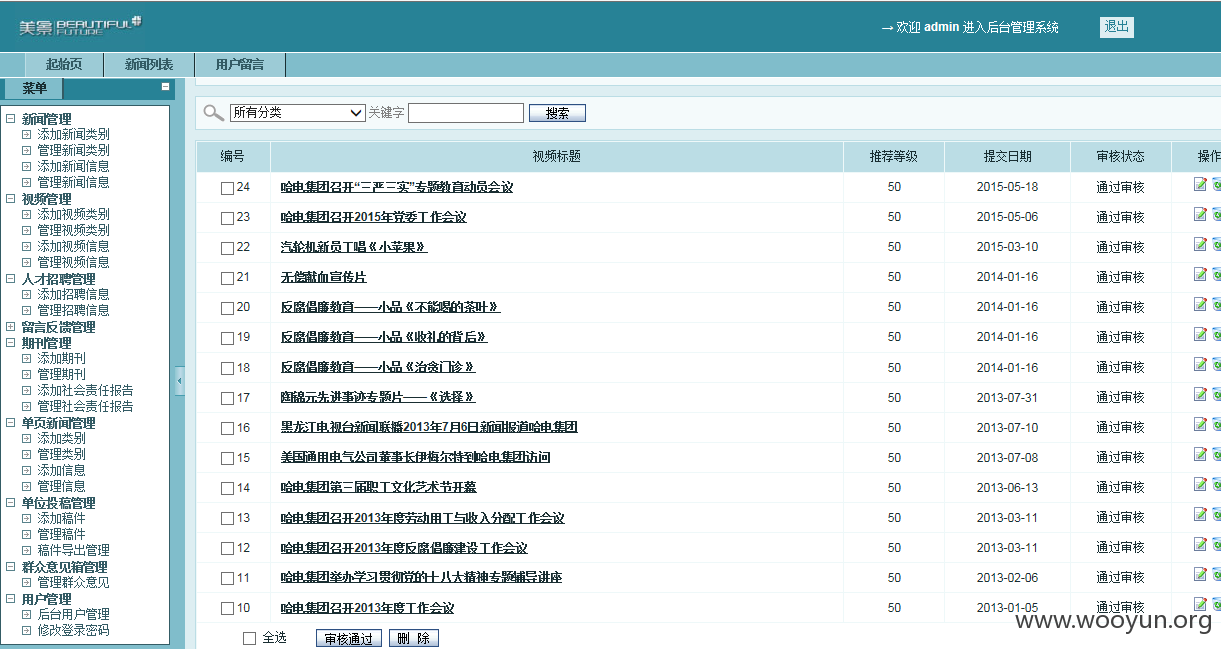 美景 BEAUTIFUL FUTURE
→ 欢迎 admin 进入后台管理系统 退出
起始页 新闻列表 用户留言
菜单
新闻管理
添加新闻类别
管理新闻类别
添加新闻信息
管理新闻信息
视频管理
添加视频类别
管理视频类别
添加视频信息
管理视频信息
人才招聘管理
添加招聘信息
管理招聘信息
留言反馈管理
期刊管理
添加期刊
管理期刊
添加社会责任报告
管理社会责任报告
单页新闻管理
添加类别
管理类别
添加信息
管理信息
单位投稿管理
添加稿件
管理稿件
稿件导出管理
群众意见箱管理
管理群众意见
用户管理
后台用户管理
修改登录密码
所有分类 关键字 搜索
编号 视频标题 推荐等级 提交日期 审核状态 操作
24 哈电集团召开“三严三实”专题教育动员会议 50 2015-05-18 通过审核
23 哈电集团召开2015年党委工作会议 50 2015-05-06 通过审核
22 汽轮机新员工唱《小苹果》 50 2015-03-10 通过审核
21 无偿献血宣传片 50 2014-01-16 通过审核
20 反腐倡廉教育——小品《不能喝的茶叶》 50 2014-01-16 通过审核
19 反腐倡廉教育——小品《收礼的背后》 50 2014-01-16 通过审核
18 反腐倡廉教育——小品《治贪门诊》 50 2014-01-16 通过审核
17 陶锦元先进事迹专题片——《选择》 50 2013-07-31 通过审核
16 黑龙江电视台新闻联播2013年7月6日新闻报道哈电集团 50 2013-07-10 通过审核
15 美国通用电气公司董事长伊梅尔特到哈电集团访问 50 2013-07-08 通过审核
14 哈电集团第三届职工文化艺术节开幕 50 2013-06-13 通过审核
13 哈电集团召开2013年度劳动用工与收入分配工作会议 50 2013-03-11 通过审核
12 哈电集团召开2013年度反腐倡廉建设工作会议 50 2013-03-11 通过审核
11 哈电集团举办学习贯彻党的十八大精神专题辅导讲座 50 2013-02-06 通过审核
10 哈电集团召开2013年度工作会议 50 2013-01-05 通过审核
全选 审核通过 删 除
www.wooyun.org